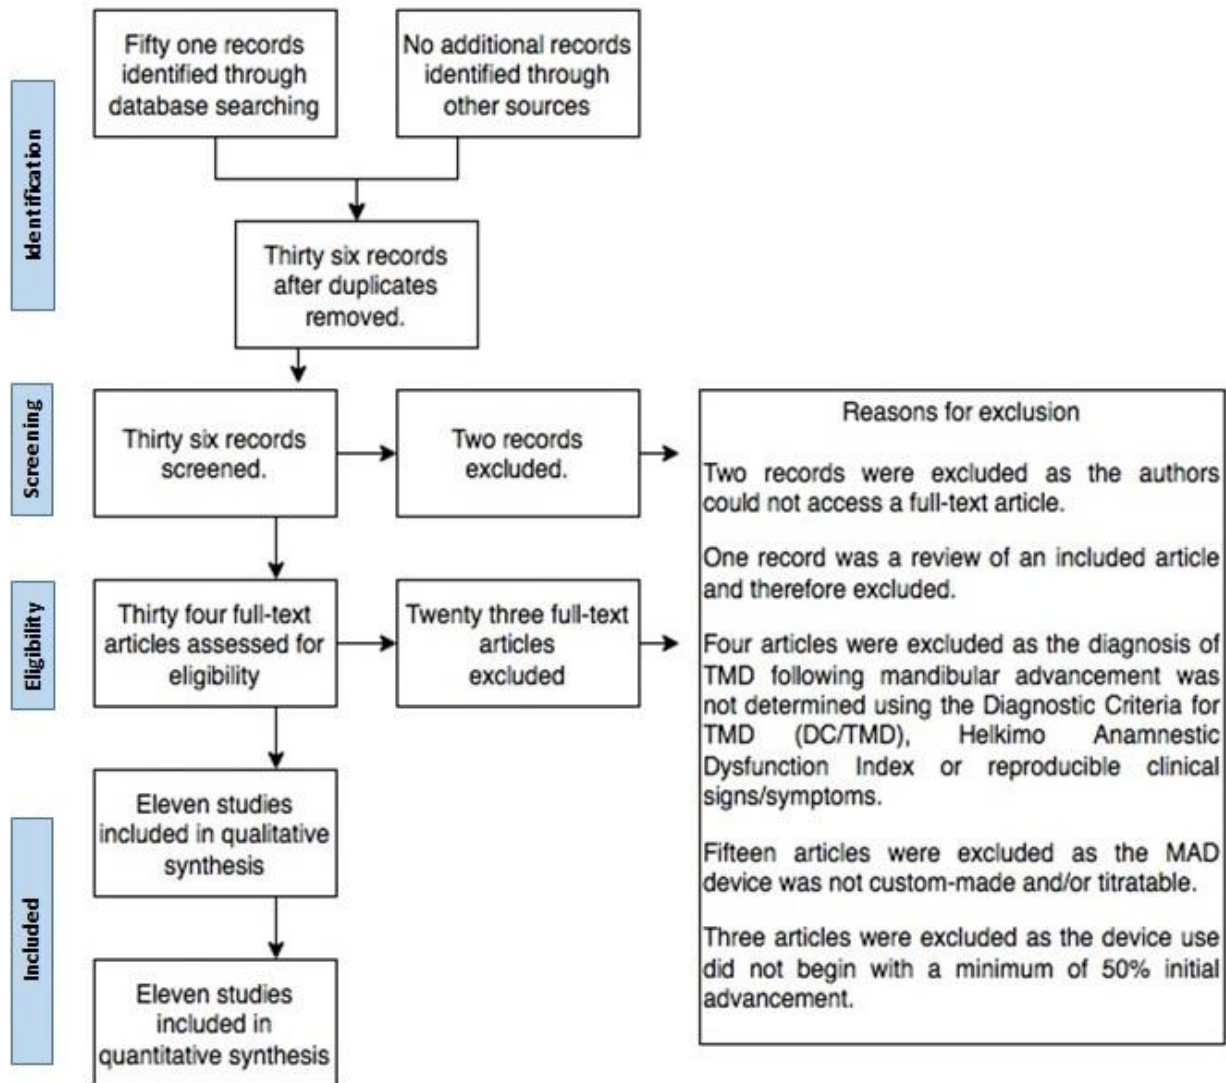 Identification
Fifty one records
identified through
database searching
No additional records
identified through
other sources
Thirty six records
after duplicates
removed.
Screening
Thirty six records
screened.
Two records
excluded.
Eligibility
Thirty four full-text
articles assessed for
eligibility
Twenty three full-text
articles
excluded
Included
Eleven studies
included in qualitative
synthesis
Eleven studies
included in
quantitative synthesis
Reasons for exclusion
Two records were excluded as the authors
could not access a full-text article.
One record was a review of an included article
and therefore excluded.
Four articles were excluded as the diagnosis of
TMD following mandibular advancement was
not determined using the Diagnostic Criteria for
TMD (DC/TMD), Helkimo Anamnestic
Dysfunction Index or reproducible clinical
signs/symptoms.
Fifteen articles were excluded as the MAD
device was not custom-made and/or titratable.
Three articles were excluded as the device use
did not begin with a minimum of 50% initial
advancement.